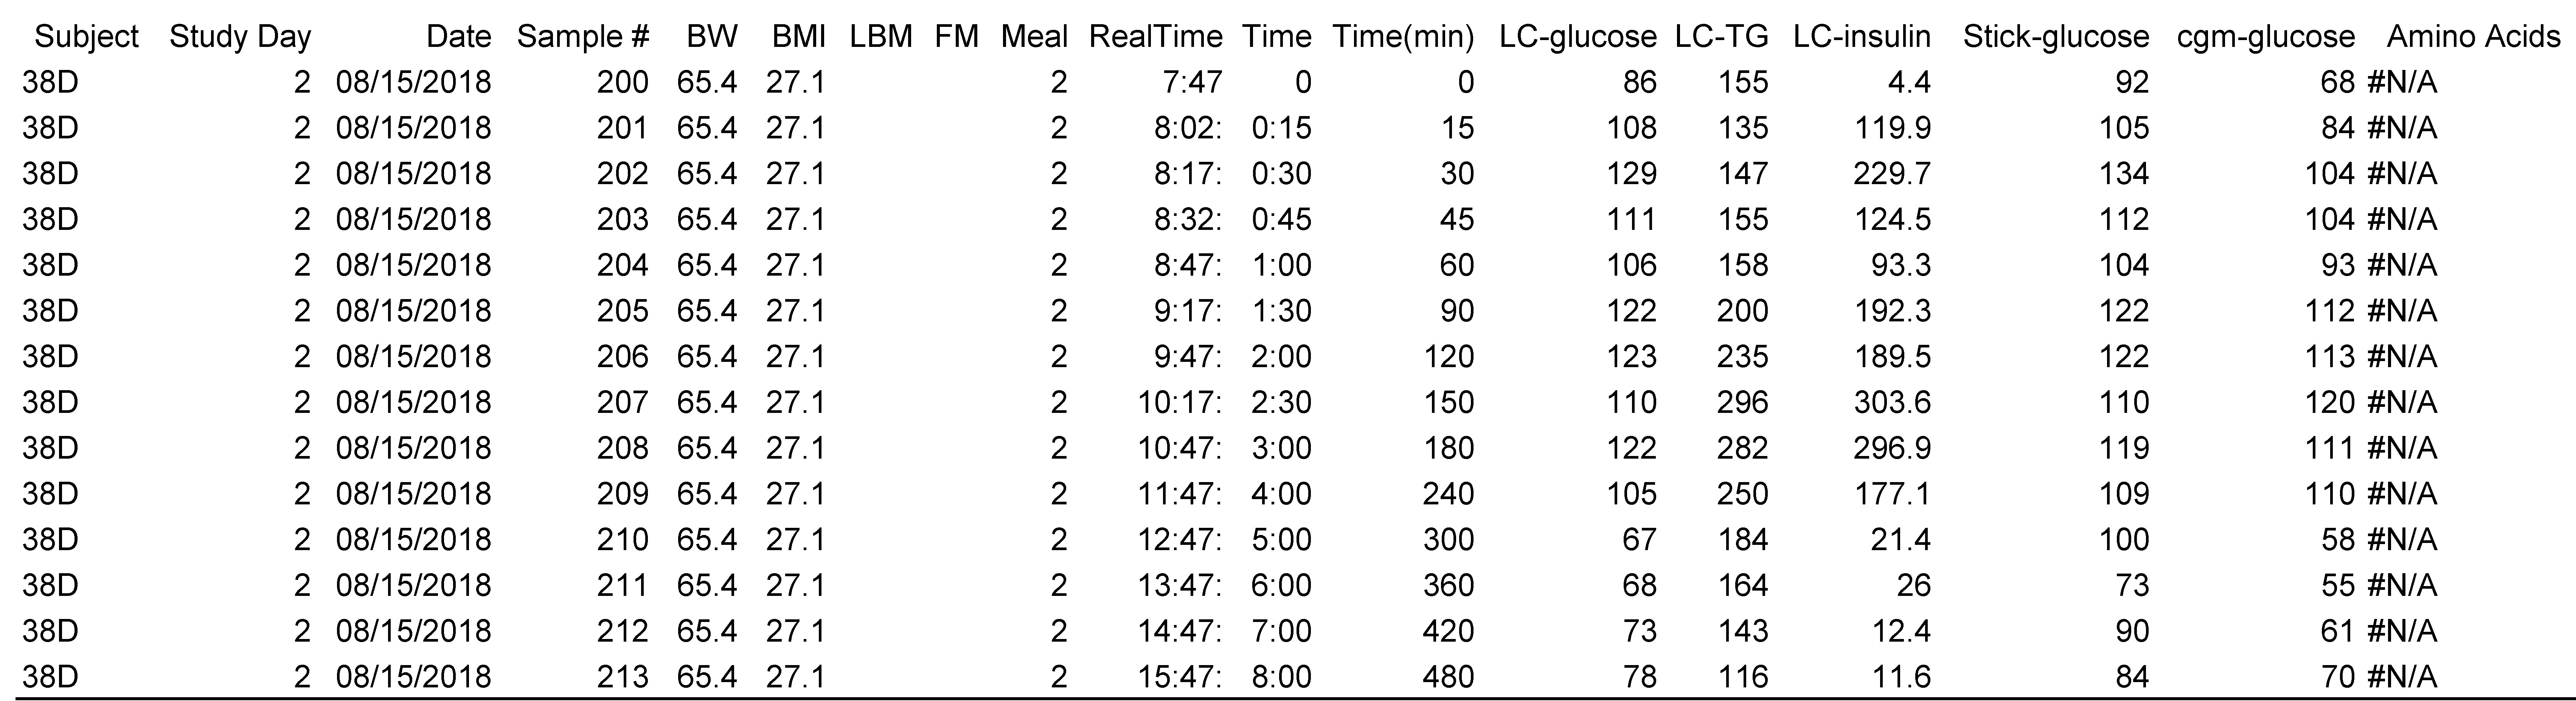 Subject Study Day Date Sample # BW BMI LBM FM Meal RealTime Time Time(min) LC-glucose LC-TG LC-insulin Stick-glucose cgm-glucose Amino Acids
38D 2 08/15/2018 200 65.4 27.1 2 7:47 0 0 86 155 4.4 92 68 #N/A
38D 2 08/15/2018 201 65.4 27.1 2 8:02: 0:15 15 108 135 119.9 105 84 #N/A
38D 2 08/15/2018 202 65.4 27.1 2 8:17: 0:30 30 129 147 229.7 134 104 #N/A
38D 2 08/15/2018 203 65.4 27.1 2 8:32: 0:45 45 111 155 124.5 112 104 #N/A
38D 2 08/15/2018 204 65.4 27.1 2 8:47: 1:00 60 106 158 93.3 104 93 #N/A
38D 2 08/15/2018 205 65.4 27.1 2 9:17: 1:30 90 122 200 192.3 122 112 #N/A
38D 2 08/15/2018 206 65.4 27.1 2 9:47: 2:00 120 123 235 189.5 122 113 #N/A
38D 2 08/15/2018 207 65.4 27.1 2 10:17: 2:30 150 110 296 303.6 110 120 #N/A
38D 2 08/15/2018 208 65.4 27.1 2 10:47: 3:00 180 122 282 296.9 119 111 #N/A
38D 2 08/15/2018 209 65.4 27.1 2 11:47: 4:00 240 105 250 177.1 109 110 #N/A
38D 2 08/15/2018 210 65.4 27.1 2 12:47: 5:00 300 67 184 21.4 100 58 #N/A
38D 2 08/15/2018 211 65.4 27.1 2 13:47: 6:00 360 68 164 26 73 55 #N/A
38D 2 08/15/2018 212 65.4 27.1 2 14:47: 7:00 420 73 143 12.4 90 61 #N/A
38D 2 08/15/2018 213 65.4 27.1 2 15:47: 8:00 480 78 116 11.6 84 70 #N/A